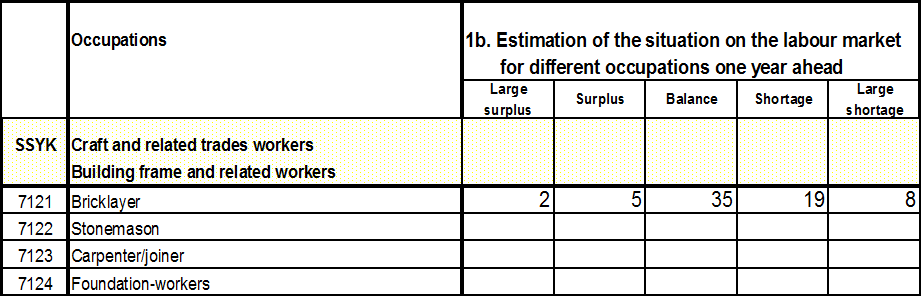 Occupations
1b. Estimation of the situation on the labour market
for different occupations one year ahead
Large surplus
Surplus
Balance
Shortage
Large shortage
SSYK Craft and related trades workers
Building frame and related workers
7121 Bricklayer 2 5 35 19 8
7122 Stonemason
7123 Carpenter/joiner
7124 Foundation-workers